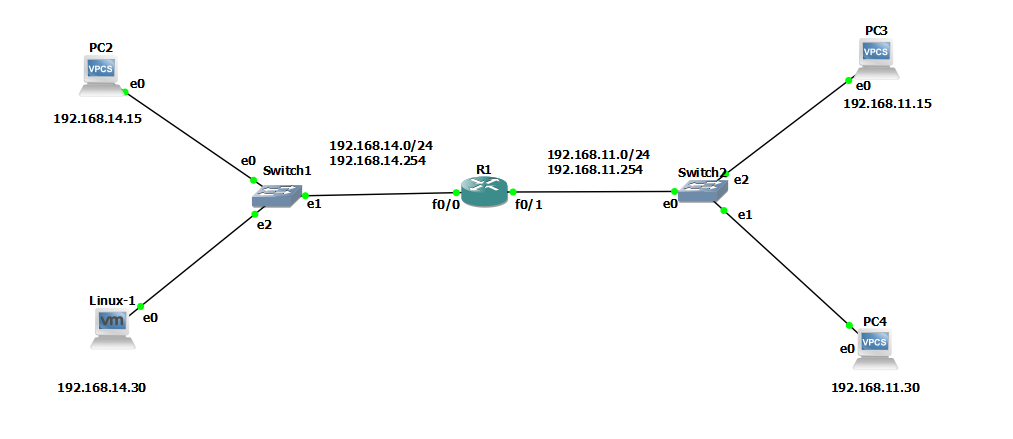 PC2
VPCS
e0
192.168.14.15
PC3
VPCS
e0
192.168.11.15
192.168.14.0/24
192.168.14.254
192.168.11.0/24
192.168.11.254
e0
Switch1
e1
e2
R1
f0/0
f0/1
Switch2
e0
e2
e1
Linux-1
vm
e0
192.168.14.30
PC4
VPCS
e0
192.168.11.30